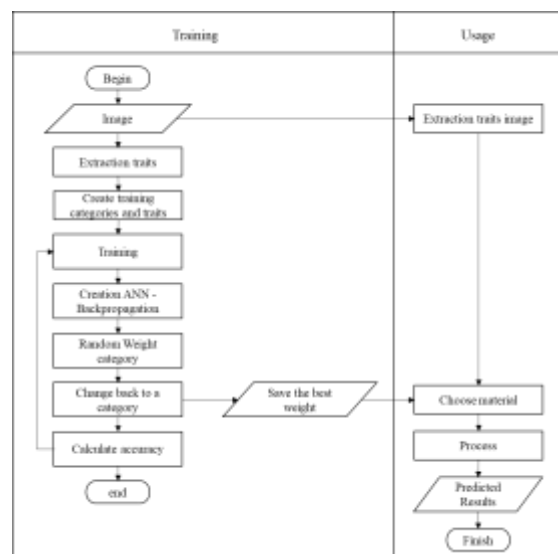 Training
Usage
Begin
Image
Extraction traits image
Extraction traits
Create training
categories and traits
Training
Creation ANN -
Backpropagation
Random Weight
category
Change back to a
category
Save the best
weight
Choose material
Calculate accuracy
Process
end
Predicted
Results
Finish